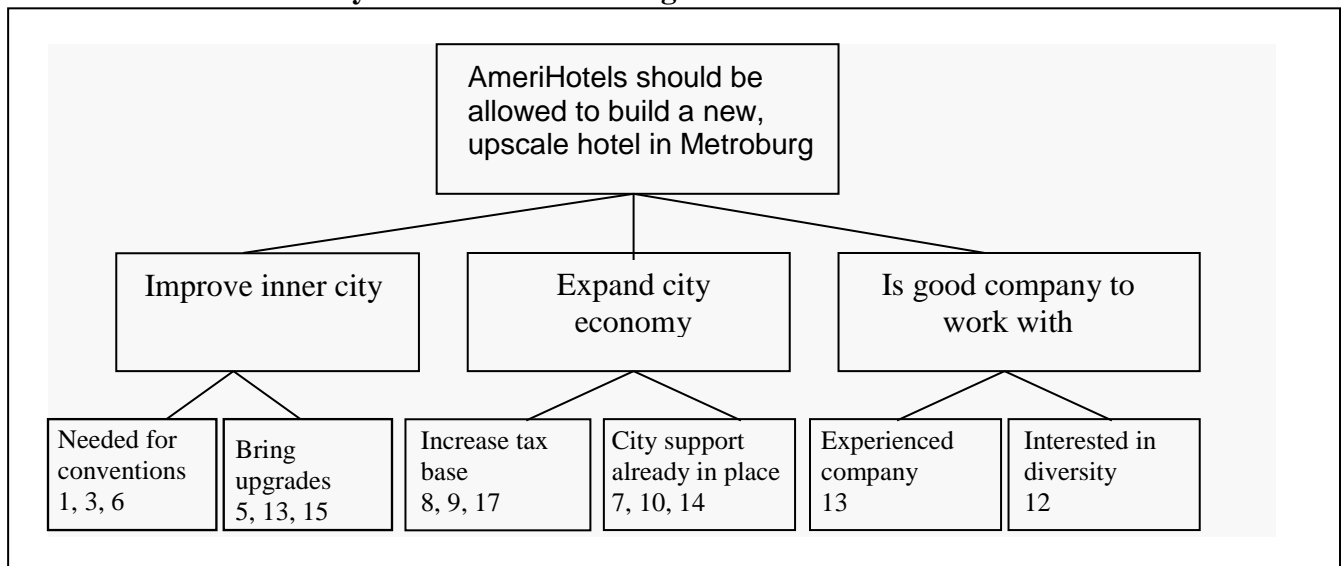 AmeriHotels should be
allowed to build a new,
upscale hotel in Metroburg
Improve inner city
Expand city
economy
Is good company to
work with
Needed for
conventions
1, 3, 6
Bring
upgrades
5, 13, 15
Increase tax
base
8, 9, 17
City support
already in place
7, 10, 14
Experienced
company
13
Interested in
diversity
12